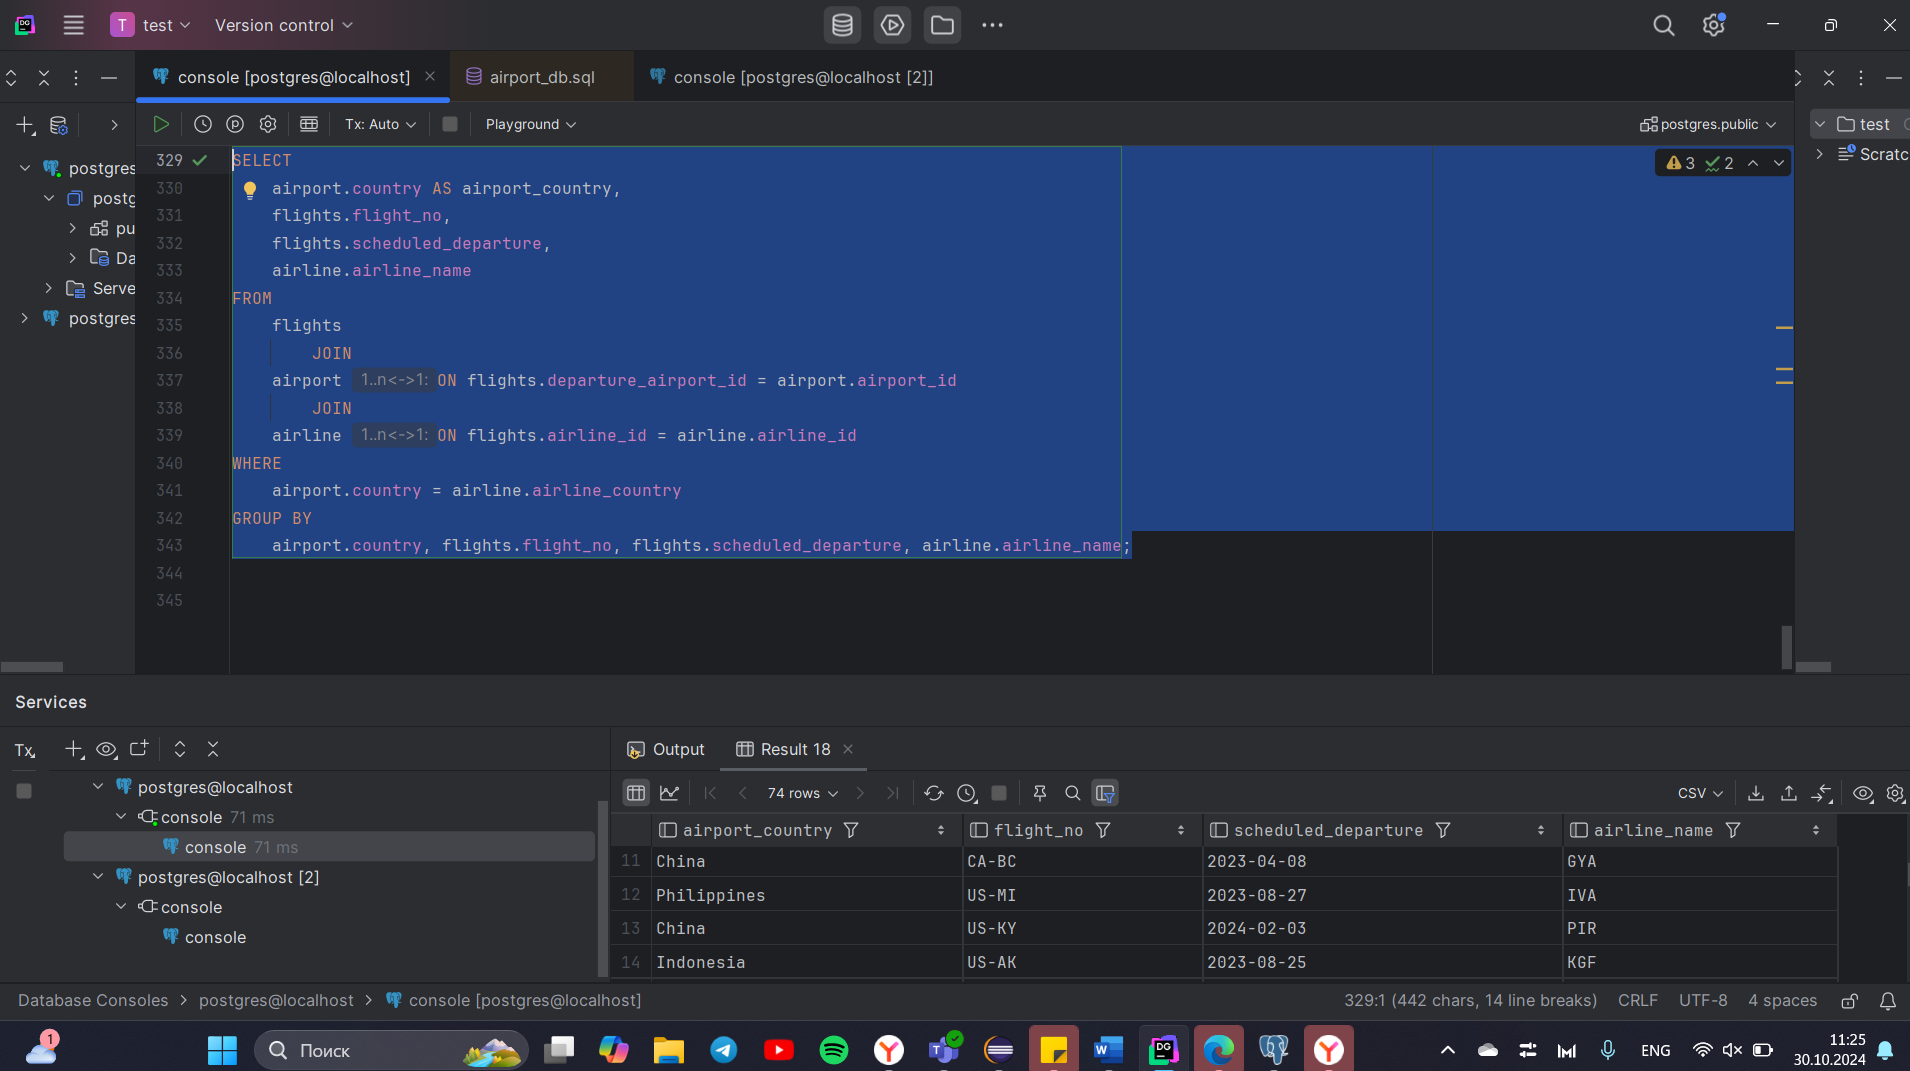 T test Version control
console [postgres@localhost] airport_db.sql console [postgres@localhost [2]]
Tx: Auto Playground postgres.public
test
Scratc
postgres
postg
pu
Da
Serve
postgres
3 2
329 SELECT
330 airport.country AS airport_country,
331 flights.flight_no,
332 flights.scheduled_departure,
333 airline.airline_name
334 FROM
335 flights
336 JOIN
337 airport 1..n<->1: ON flights.departure_airport_id = airport.airport_id
338 JOIN
339 airline 1..n<->1: ON flights.airline_id = airline.airline_id
340 WHERE
341 airport.country = airline.airline_country
342 GROUP BY
343 airport.country, flights.flight_no, flights.scheduled_departure, airline.airline_name;
344
345
Services
Tx
postgres@localhost
console 71 ms
console 71 ms
postgres@localhost [2]
console
console
Output Result 18
74 rows CSV
airport_country flight_no scheduled_departure airline_name
11 China CA-BC 2023-04-08 GYA
12 Philippines US-MI 2023-08-27 IVA
13 China US-KY 2024-02-03 PIR
14 Indonesia US-AK 2023-08-25 KGF
Database Consoles > postgres@localhost > console [postgres@localhost]
329:1 (442 chars, 14 line breaks) CRLF UTF-8 4 spaces
1
Поиск
ENG
11:25
30.10.2024